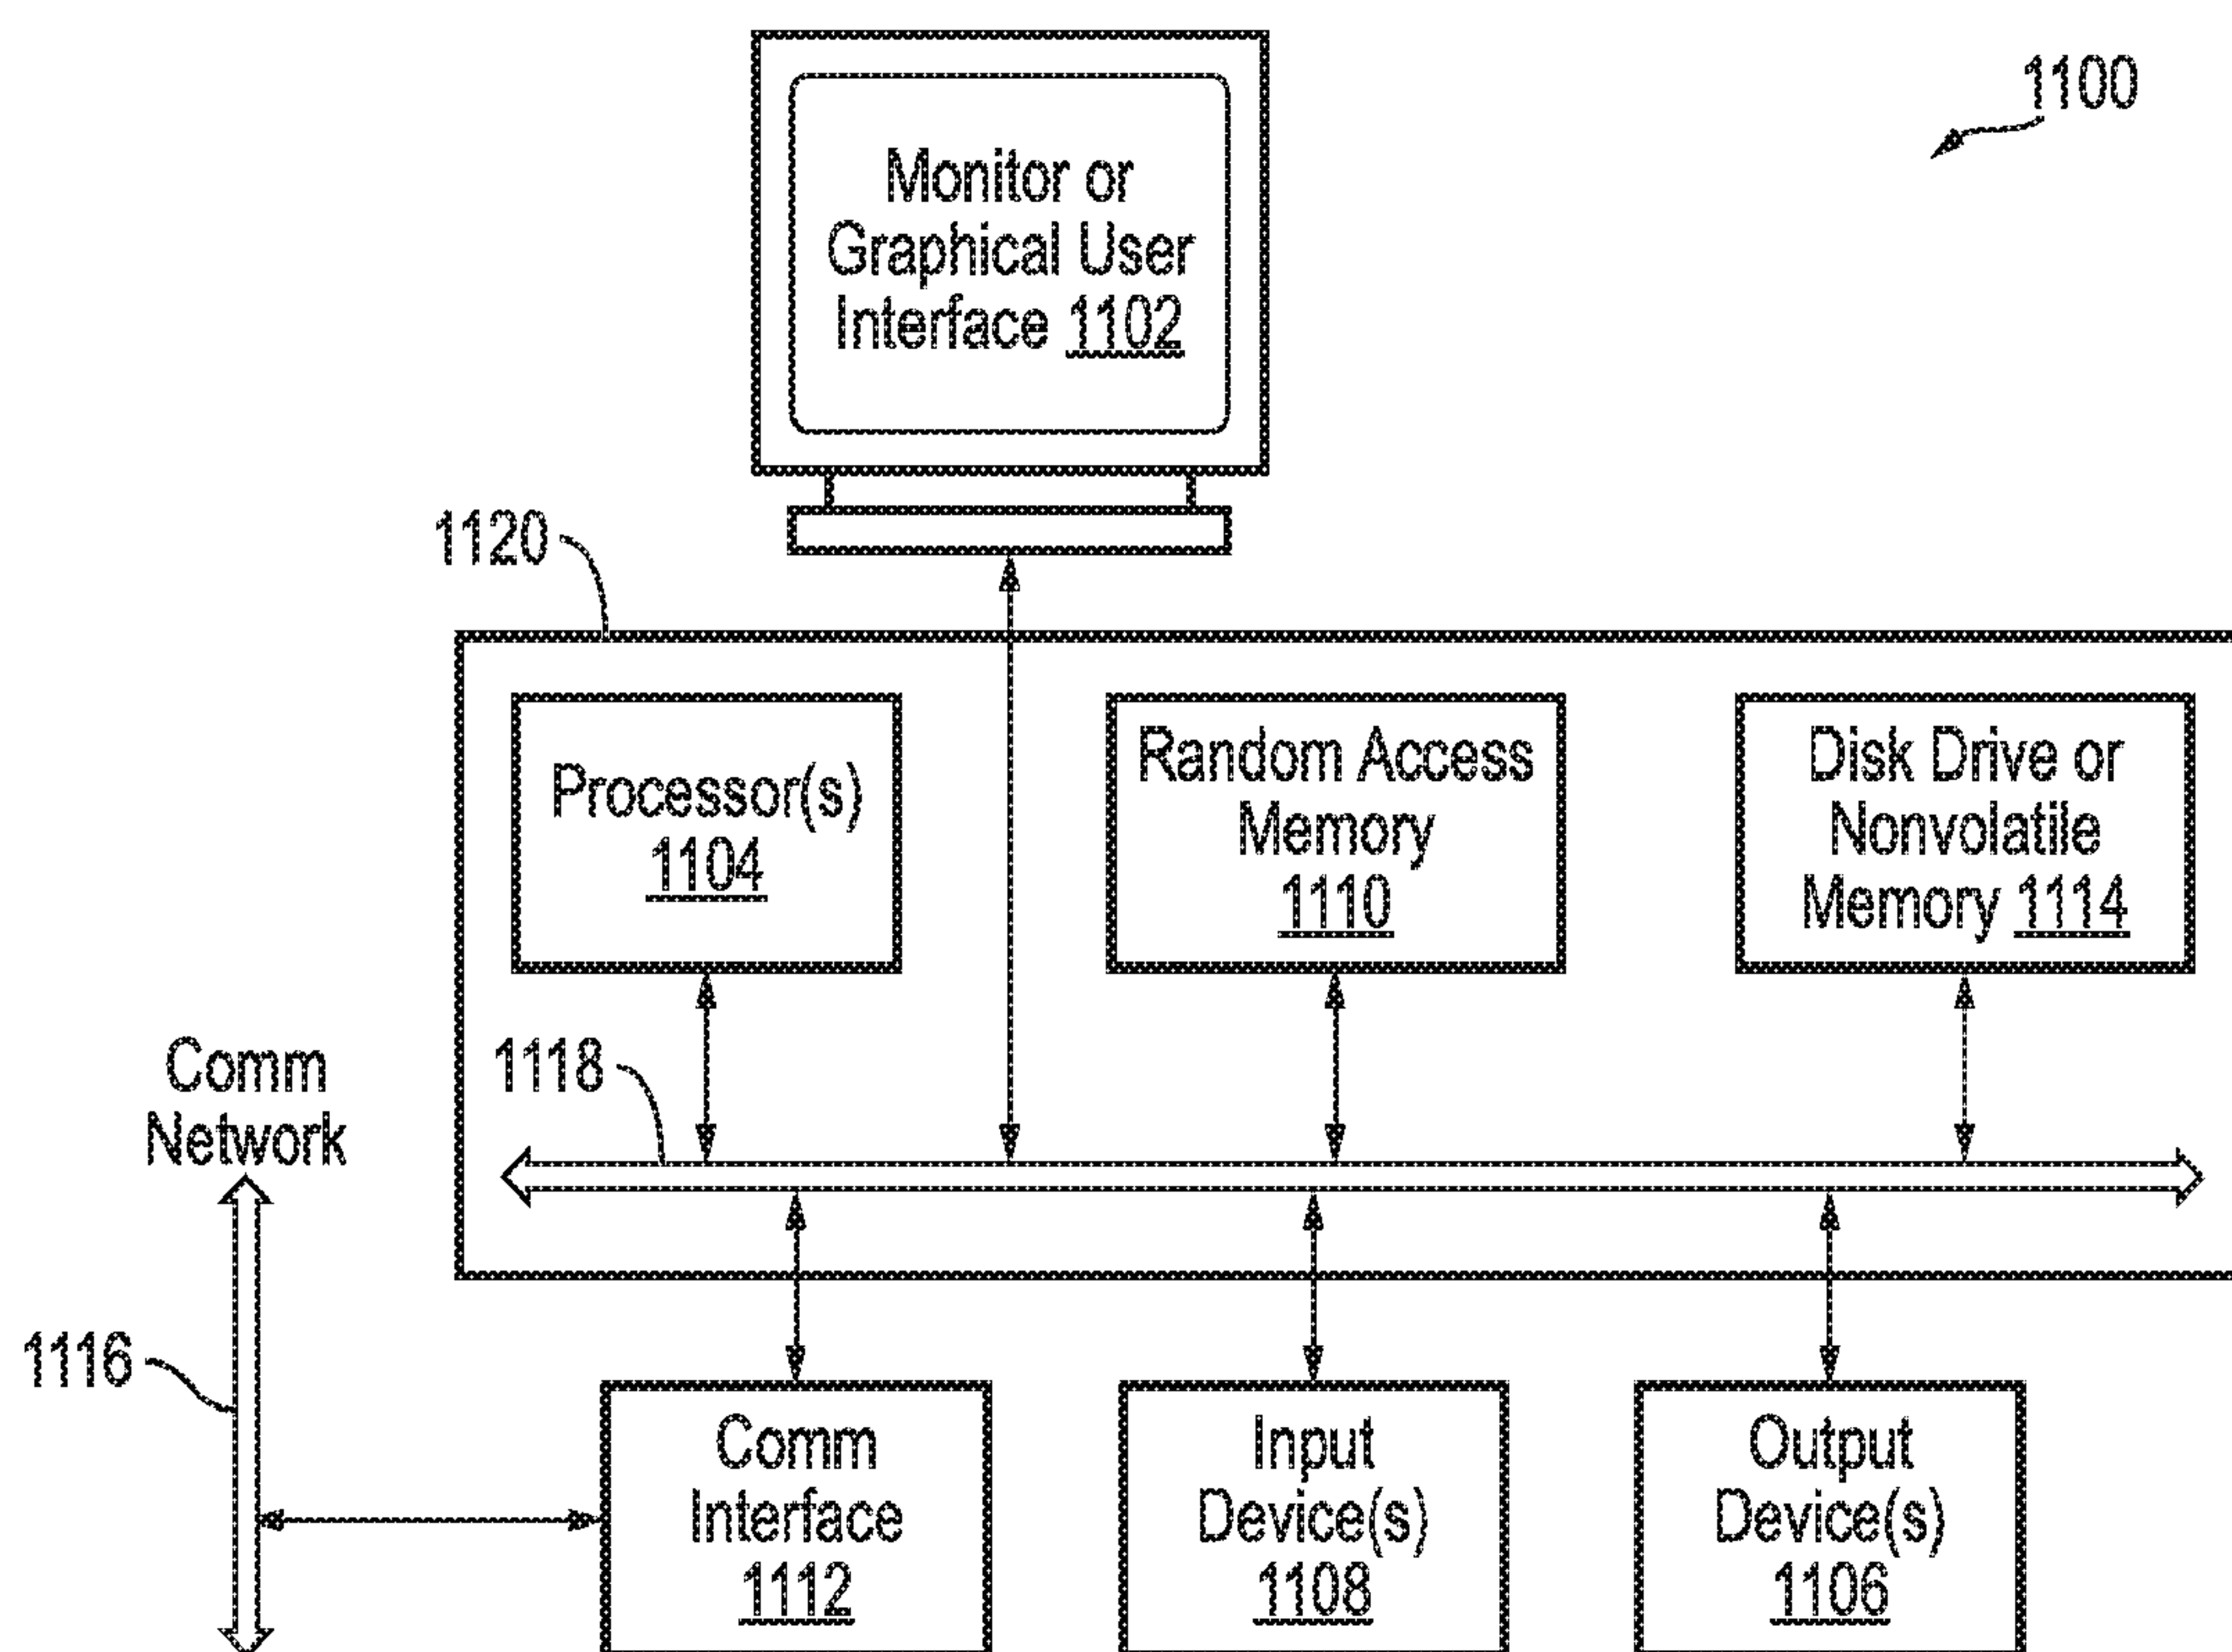 1100
Monitor or
Graphical User
Interface 1102
1120
Processor(s)
1104
Random Access
Memory
1110
Disk Drive or
Nonvolatile
Memory 1114
1118
Comm
Network
1116
Comm
Interface
1112
Input
Device(s)
1108
Output
Device(s)
1106